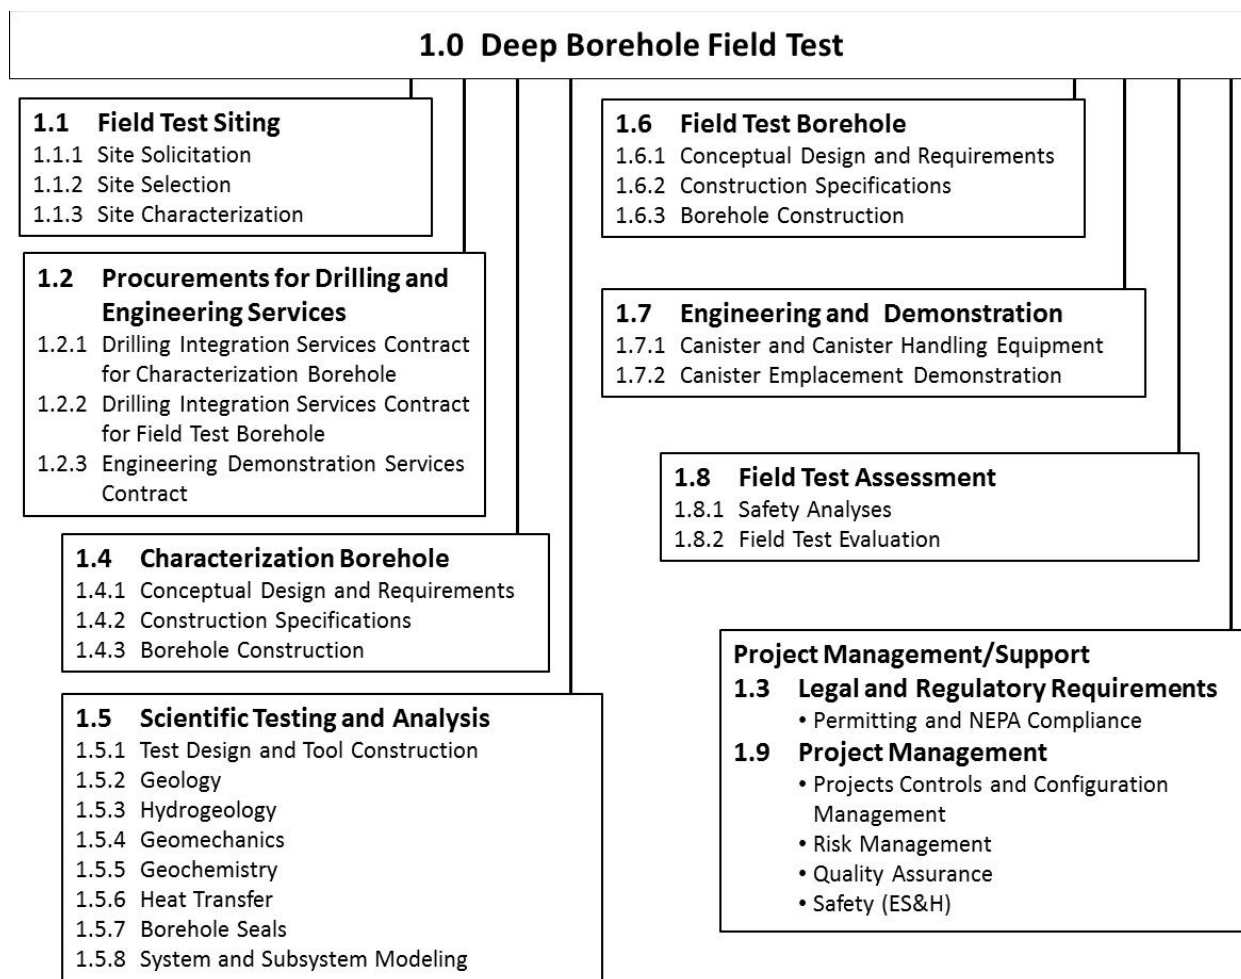 1.0 Deep Borehole Field Test
1.1 Field Test Siting
1.1.1 Site Solicitation
1.1.2 Site Selection
1.1.3 Site Characterization
1.2 Procurements for Drilling and
Engineering Services
1.2.1 Drilling Integration Services Contract
for Characterization Borehole
1.2.2 Drilling Integration Services Contract
for Field Test Borehole
1.2.3 Engineering Demonstration Services
Contract
1.4 Characterization Borehole
1.4.1 Conceptual Design and Requirements
1.4.2 Construction Specifications
1.4.3 Borehole Construction
1.5 Scientific Testing and Analysis
1.5.1 Test Design and Tool Construction
1.5.2 Geology
1.5.3 Hydrogeology
1.5.4 Geomechanics
1.5.5 Geochemistry
1.5.6 Heat Transfer
1.5.7 Borehole Seals
1.5.8 System and Subsystem Modeling
1.6 Field Test Borehole
1.6.1 Conceptual Design and Requirements
1.6.2 Construction Specifications
1.6.3 Borehole Construction
1.7 Engineering and Demonstration
1.7.1 Canister and Canister Handling Equipment
1.7.2 Canister Emplacement Demonstration
1.8 Field Test Assessment
1.8.1 Safety Analyses
1.8.2 Field Test Evaluation
Project Management/Support
1.3 Legal and Regulatory Requirements
• Permitting and NEPA Compliance
1.9 Project Management
• Projects Controls and Configuration
Management
• Risk Management
• Quality Assurance
• Safety (ES&H)